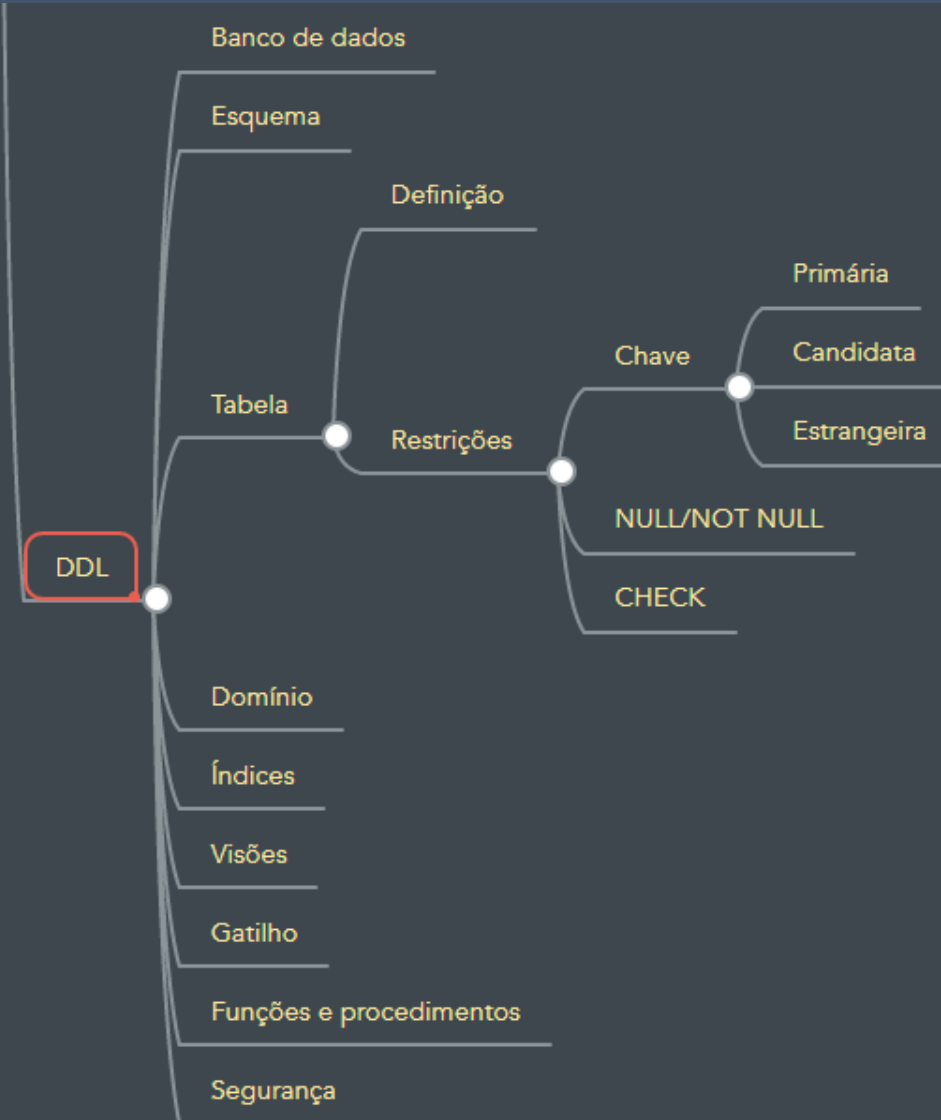 Banco de dados
Esquema
Definição
Primária
Chave
Candidata
Tabela
Estrangeira
Restrições
NULL/NOT NULL
DDL
CHECK
Domínio
Índices
Visões
Gatilho
Funções e procedimentos
Segurança